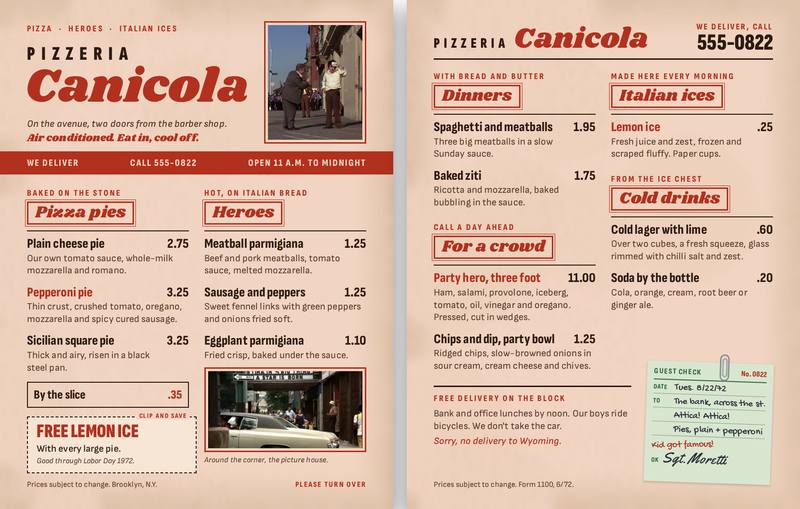 PIZZA · HEROES · ITALIAN ICES
PIZZERIA
Canicola
On the avenue, two doors from the barber shop.
Air conditioned. Eat in, cool off.
WE DELIVER
CALL 555-0822
OPEN 11 A.M. TO MIDNIGHT
BAKED ON THE STONE
Pizza pies
Plain cheese pie 2.75
Our own tomato sauce, whole-milk
mozzarella and romano.
Pepperoni pie 3.25
Thin crust, crushed tomato, oregano,
mozzarella and spicy cured sausage.
Sicilian square pie 3.25
Thick and airy, risen in a black
steel pan.
By the slice .35
CLIP AND SAVE
FREE LEMON ICE
With every large pie.
Good through Labor Day 1972.
HOT, ON ITALIAN BREAD
Heroes
Meatball parmigiana 1.25
Beef and pork meatballs, tomato
sauce, melted mozzarella.
Sausage and peppers 1.25
Sweet fennel links with green peppers
and onions fried soft.
Eggplant parmigiana 1.10
Fried crisp, baked under the sauce.
A STAR IS BORN
Around the corner, the picture house.
Prices subject to change. Brooklyn, N.Y.
PLEASE TURN OVER
PIZZERIA Canicola
WE DELIVER, CALL
555-0822
WITH BREAD AND BUTTER
Dinners
Spaghetti and meatballs 1.95
Three big meatballs in a slow
Sunday sauce.
Baked ziti 1.75
Ricotta and mozzarella, baked
bubbling in the sauce.
CALL A DAY AHEAD
For a crowd
Party hero, three foot 11.00
Ham, salami, provolone, iceberg,
tomato, oil, vinegar and oregano.
Pressed, cut in wedges.
Chips and dip, party bowl 1.25
Ridged chips, slow-browned onions in
sour cream, cream cheese and chives.
MADE HERE EVERY MORNING
Italian ices
Lemon ice .25
Fresh juice and zest, frozen and
scraped fluffy. Paper cups.
FROM THE ICE CHEST
Cold drinks
Cold lager with lime .60
Over two cubes, a fresh squeeze, glass
rimmed with chilli salt and zest.
Soda by the bottle .20
Cola, orange, cream, root beer or
ginger ale.
FREE DELIVERY ON THE BLOCK
Bank and office lunches by noon. Our boys ride
bicycles. We don't take the car.
Sorry, no delivery to Wyoming.
GUEST CHECK No. 0822
DATE Tues. 8/22/72
TO The bank, across the st.
Attica! Attica!
Pies, plain + pepperoni
Kid got famous!
OK Sgt. Moretti
Prices subject to change. Form 1100, 6/72.